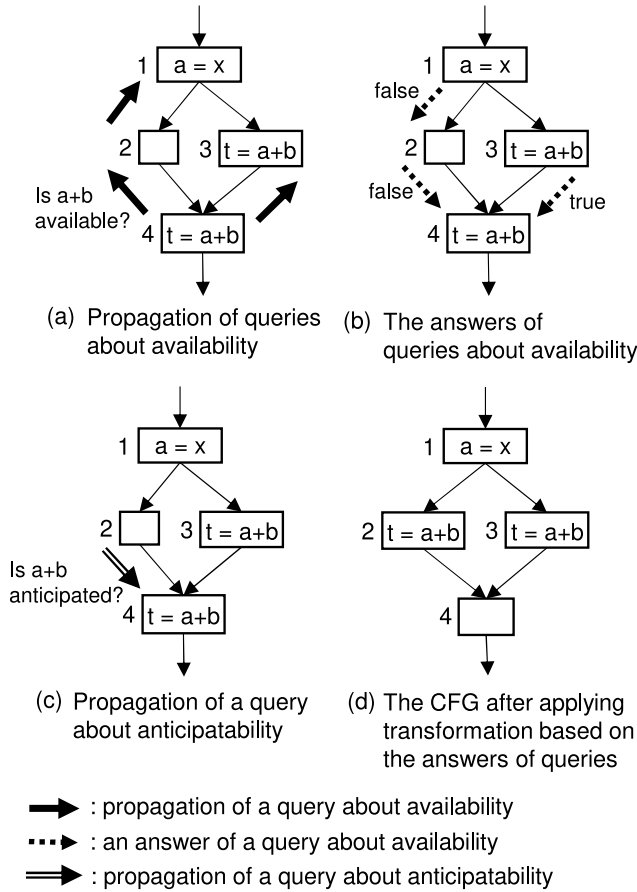 1 a = x
2 3 t = a+b
Is a+b
available?
4 t = a+b
(a) Propagation of queries
about availability
1 a = x
false
2 3 t = a+b
false true
4 t = a+b
(b) The answers of
queries about availability
1 a = x
2 3 t = a+b
Is a+b
anticipated?
4 t = a+b
(c) Propagation of a query
about anticipatability
1 a = x
2 t = a+b 3 t = a+b
4
(d) The CFG after applying
transformation based on
the answers of queries
: propagation of a query about availability
: an answer of a query about availability
: propagation of a query about anticipatability